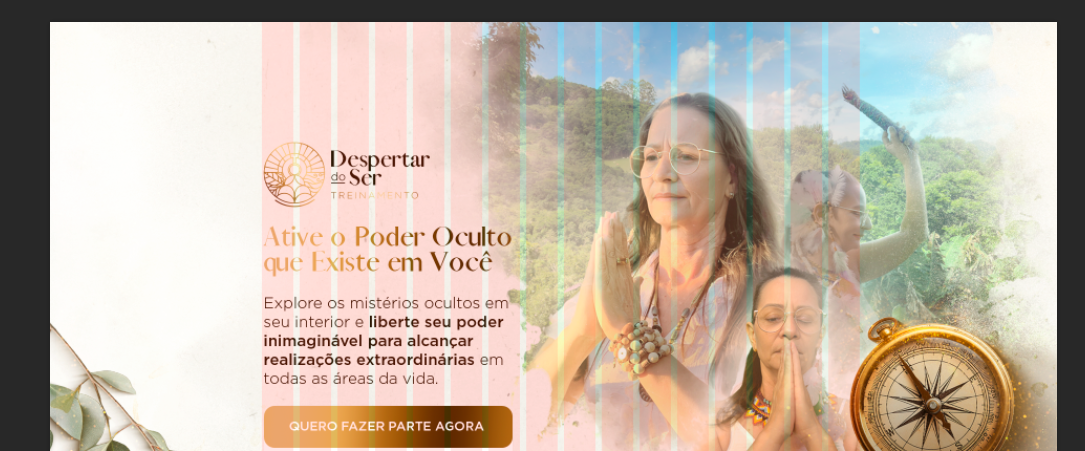 Despertar
do Ser
TREINAMENTO
Ative o Poder Oculto
que Existe em Você
Explore os mistérios ocultos em
seu interior e liberte seu poder
inimaginável para alcançar
realizações extraordinárias em
todas as áreas da vida.
QUERO FAZER PARTE AGORA